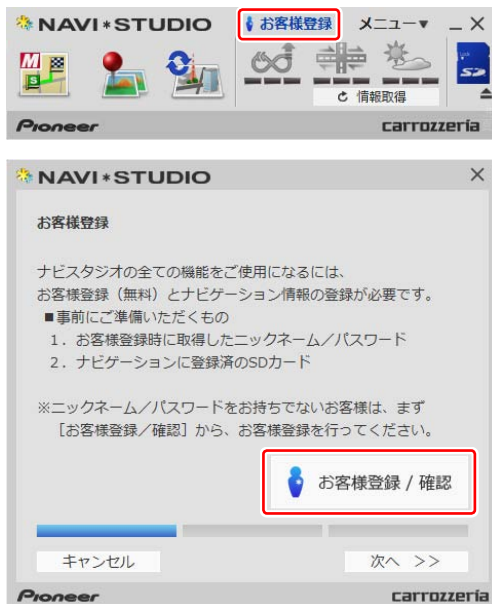 NAVI*STUDIO お客様登録 メニュー▼ _ ×
M
S
SD
情報取得
Pioneer carrozzeria
NAVI*STUDIO ×
お客様登録
ナビスタジオの全ての機能をご使用になるには、
お客様登録（無料）とナビゲーション情報の登録が必要です。
■事前にご準備いただくもの
1．お客様登録時に取得したニックネーム／パスワード
2．ナビゲーションに登録済のSDカード
※ニックネーム／パスワードをお持ちでないお客様は、まず
［お客様登録／確認］から、お客様登録を行ってください。
お客様登録 / 確認
キャンセル 次へ >>
Pioneer carrozzeria